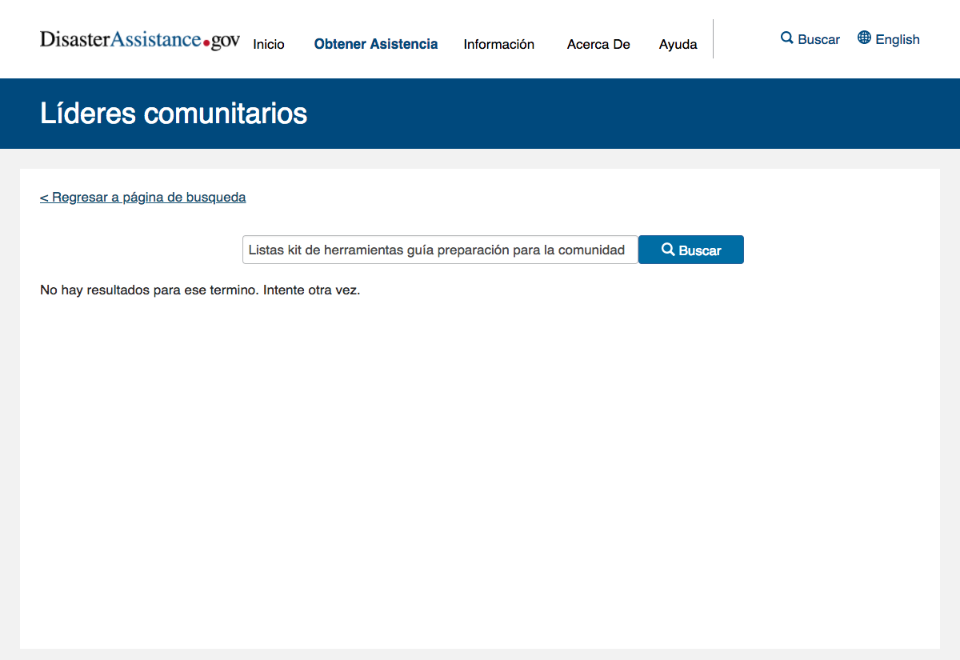 DisasterAssistance.gov Inicio Obtener Asistencia Información Acerca De Ayuda Buscar English
Líderes comunitarios
< Regresar a página de busqueda
Listas kit de herramientas guía preparación para la comunidad Buscar
No hay resultados para ese termino. Intente otra vez.